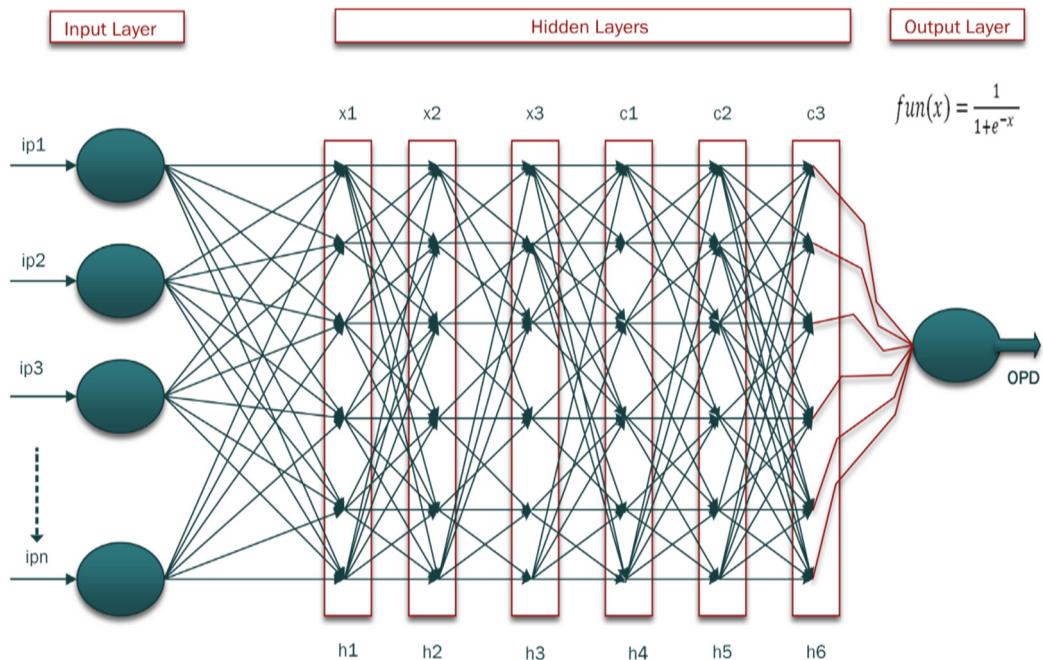 Input Layer
Hidden Layers
Output Layer
fun(x) = 1/1+e^-x
x1 x2 x3 c1 c2 c3
ip1
ip2
ip3
OPD
ipn
h1 h2 h3 h4 h5 h6